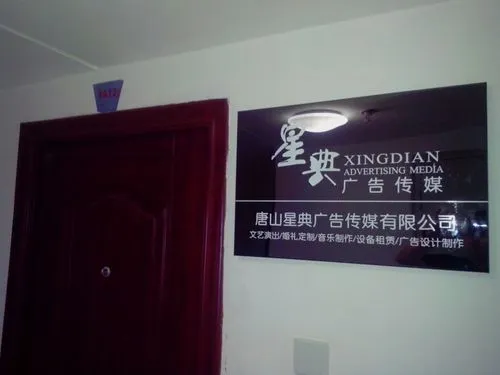 星典
XINGDIAN
ADVERTISING MEDIA
广告传媒
唐山星典广告传媒有限公司
文艺演出/婚礼定制/音乐制作/设备租赁/广告设计制作